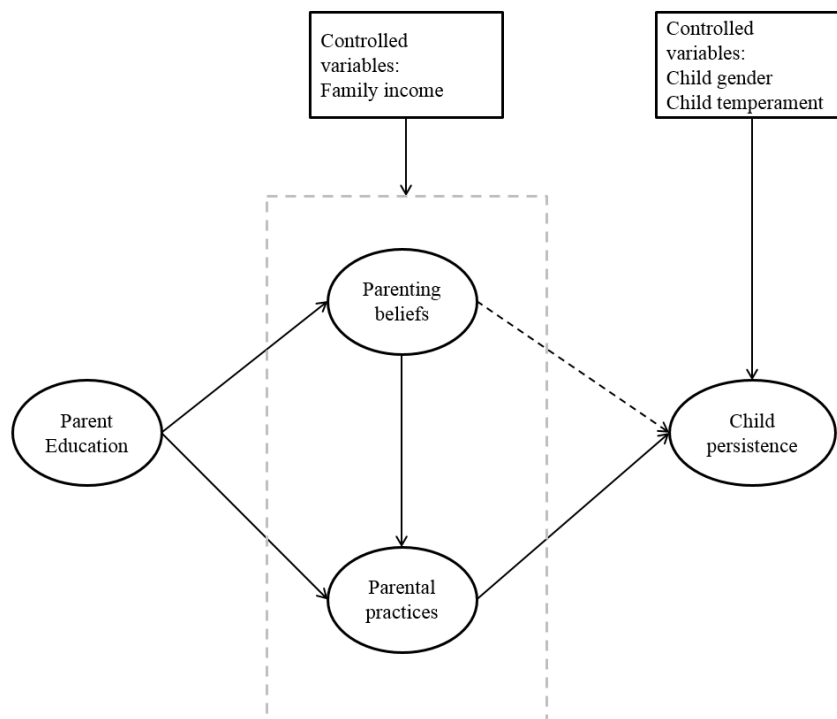 Controlled
variables:
Family income
Controlled
variables:
Child gender
Child temperament
Parenting
beliefs
Parent
Education
Child
persistence
Parental
practices